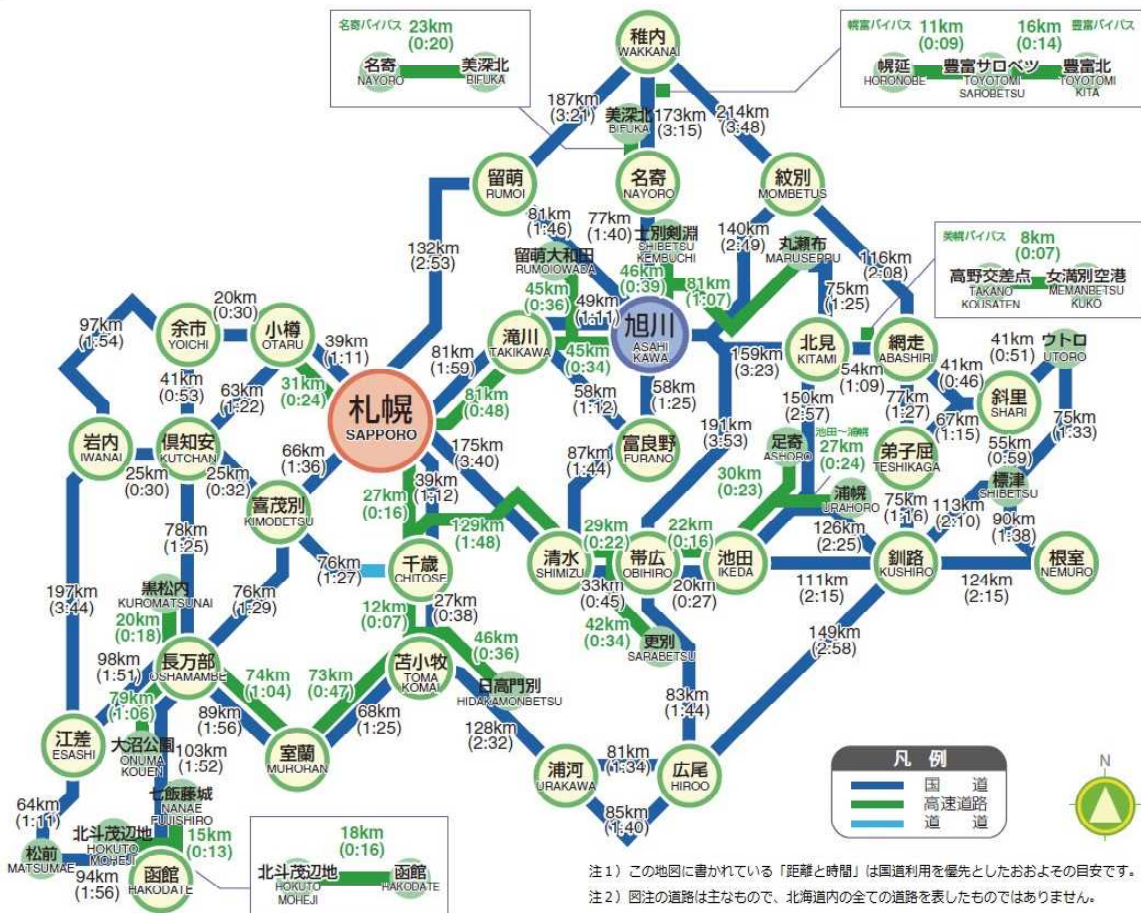 名寄バイパス 23km
(0:20)
名寄
NAYORO
美深北
BIFUKA
幌富バイパス 11km
(0:09)
16km 豊富バイパス
(0:14)
幌延
HORONOBE
豊富サロベツ
TOYOTOMI
SAROBETSU
豊富北
TOYOTOMI
KITA
稚内
WAKKANAI
187km
(3:21)
美深北
BIFUKA
173km
(3:15)
214km
(3:48)
留萌
RUMOI
名寄
NAYORO
紋別
MOMBETUS
132km
(2:53)
81km
(1:46)
77km
(1:40)
士別剣淵
SHIBETSU
KEMBUCHI
140km
(2:49)
丸瀬布
MARUSEPPU
116km
(2:08)
美幌バイパス 8km
(0:07)
高野交差点
TAKANO
KOUSATEN
女満別空港
MEMANBETSU
KUKO
留萌大和田
RUMOIOWADA
45km
(0:36)
46km
(0:39)
81km
(1:07)
75km
(1:25)
97km
(1:54)
20km
(0:30)
余市
YOICHI
小樽
OTARU
39km
(1:11)
81km
(1:59)
滝川
TAKIKAWA
49km
(1:11)
旭川
ASAHI
KAWA
45km
(0:34)
159km
(3:23)
北見
KITAMI
54km
(1:09)
網走
ABASHIRI
41km
(0:46)
41km
(0:51)
ウトロ
UTORO
斜里
SHARI
41km
(0:53)
63km
(1:22)
31km
(0:24)
札幌
SAPPORO
81km
(0:48)
58km
(1:12)
58km
(1:25)
150km
(2:57)
77km
(1:27)
67km
(1:15)
75km
(1:33)
岩内
IWANAI
倶知安
KUTCHAN
25km
(0:30)
25km
(0:32)
66km
(1:36)
175km
(3:40)
87km
(1:44)
富良野
FURANO
191km
(3:53)
足寄
ASHORO
池田～浦幌
27km
(0:24)
弟子屈
TESHIKAGA
55km
(0:59)
標津
SHIBETSU
喜茂別
KIMOBETSU
27km
(0:16)
39km
(1:12)
30km
(0:23)
浦幌
URAHORO
75km
(1:16)
113km
(2:10)
90km
(1:38)
78km
(1:25)
76km
(1:27)
129km
(1:48)
千歳
CHITOSE
清水
SHIMIZU
29km
(0:22)
33km
(0:45)
帯広
OBIHIRO
22km
(0:16)
20km
(0:27)
池田
IKEDA
126km
(2:25)
111km
(2:15)
釧路
KUSHIRO
124km
(2:15)
根室
NEMURO
197km
(3:44)
黒松内
KUROMATSUNAI
20km
(0:18)
76km
(1:29)
12km
(0:07)
27km
(0:38)
46km
(0:36)
42km
(0:34)
更別
SARABETSU
149km
(2:58)
98km
(1:51)
長万部
OSHAMAMBE
74km
(1:04)
73km
(0:47)
苫小牧
TOMA
KOMAI
日高門別
HIDAKAMONBETSU
83km
(1:44)
79km
(1:06)
89km
(1:56)
68km
(1:25)
128km
(2:32)
江差
ESASHI
大沼公園
ONUMA
KOUEN
103km
(1:52)
室蘭
MURORAN
浦河
URAKAWA
81km
(1:34)
広尾
HIROO
85km
(1:40)
64km
(1:11)
七飯藤城
NANAE
FUJISHIRO
15km
(0:13)
北斗茂辺地
HOKUTO
MOHEJI
松前
MATSUMAE
94km
(1:56)
函館
HAKODATE
18km
(0:16)
北斗茂辺地
HOKUTO
MOHEJI
函館
HAKODATE
凡 例
国 道
高速道路
道 道
N
注1）この地図に書かれている「距離と時間」は国道利用を優先としたおおよその目安です。
注2）図注の道路は主なもので、北海道内の全ての道路を表したものではありません。